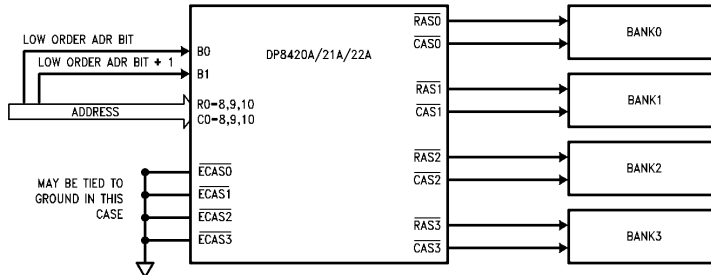 LOW ORDER ADR BIT
LOW ORDER ADR BIT + 1
ADDRESS
B0
B1
R0-8,9,10
C0-8,9,10
DP8420A/21A/22A
ECAS0
ECAS1
ECAS2
ECAS3
MAY BE TIED TO
GROUND IN THIS
CASE
RAS0
CAS0
RAS1
CAS1
RAS2
CAS2
RAS3
CAS3
BANK0
BANK1
BANK2
BANK3